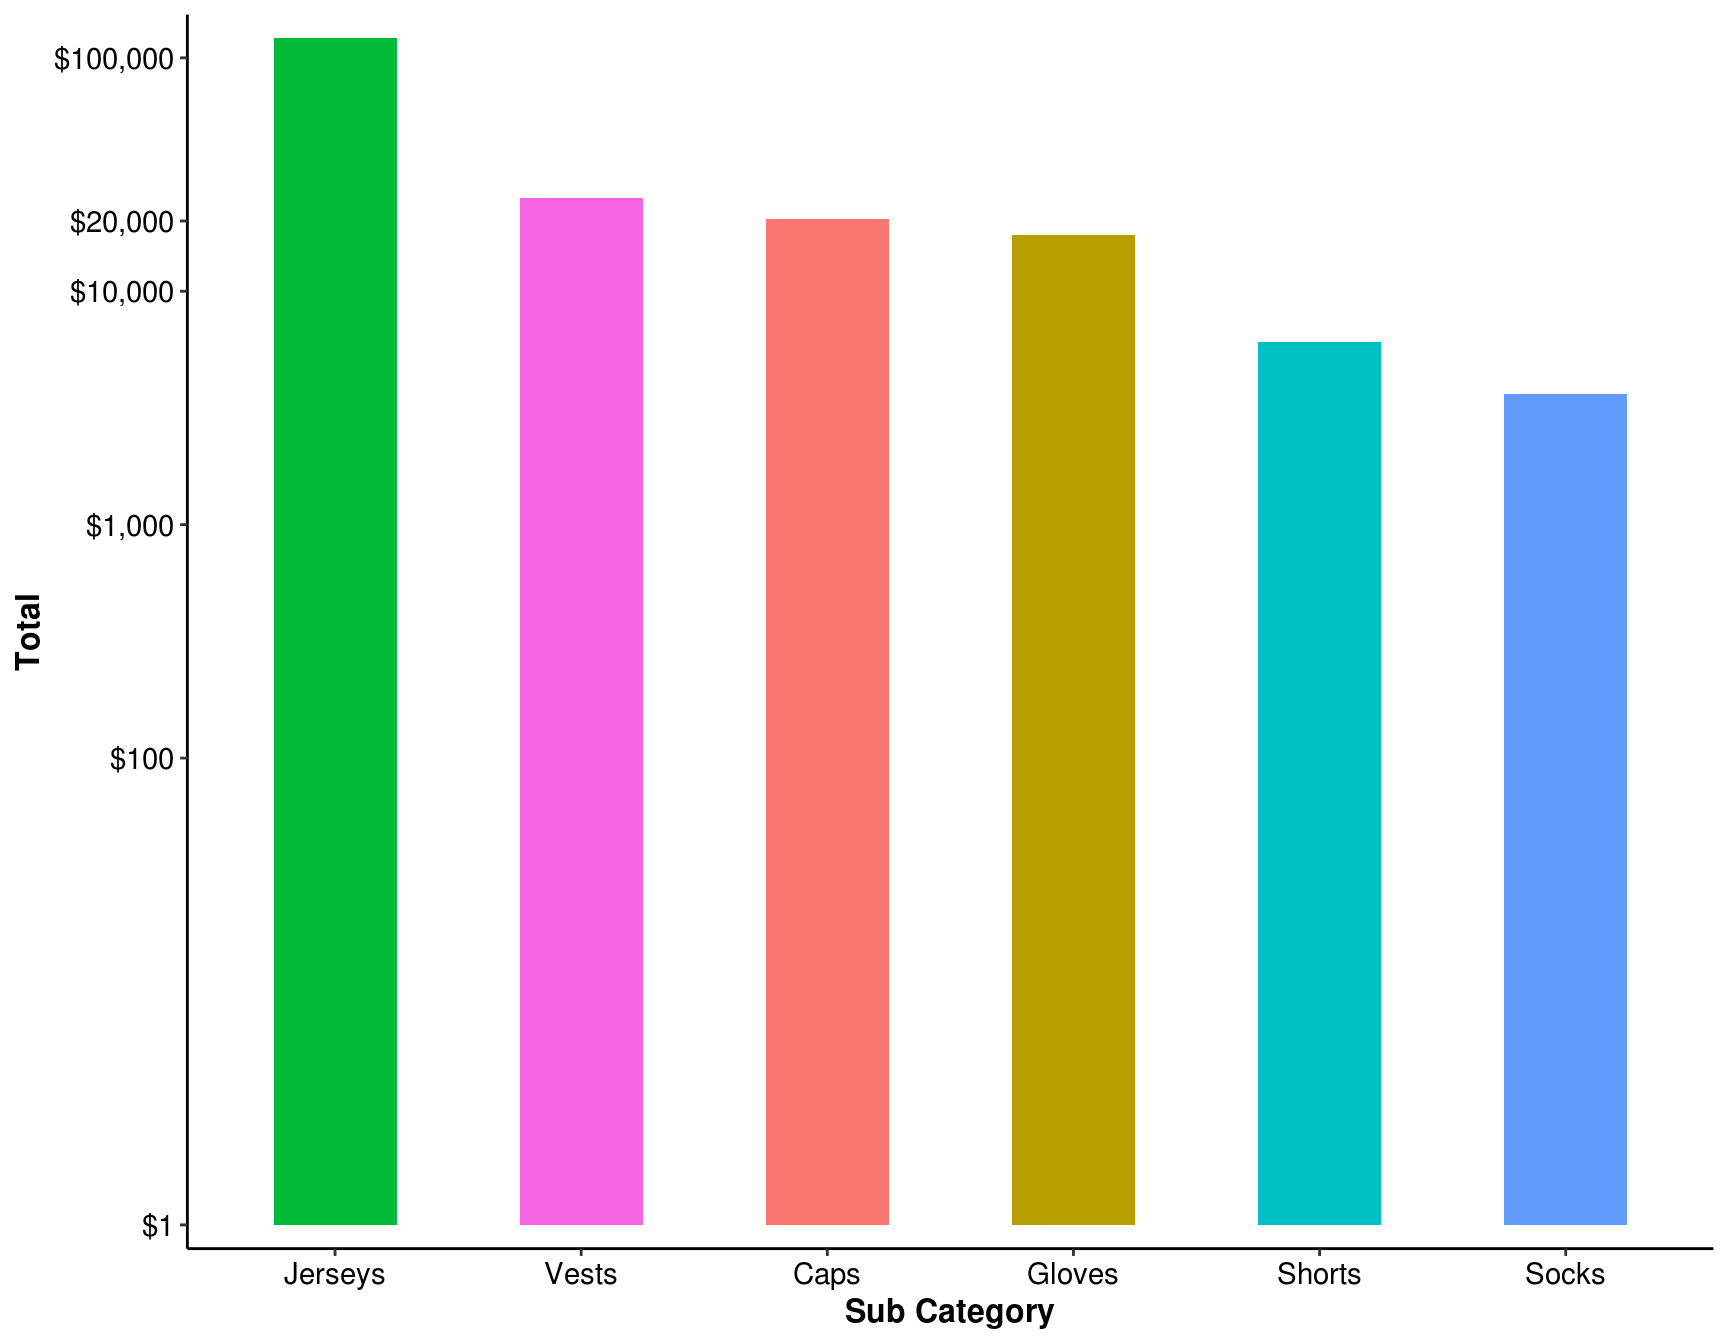 $100,000
$20,000
$10,000
$1,000
$100
$1
Total
Jerseys Vests Caps Gloves Shorts Socks
Sub Category